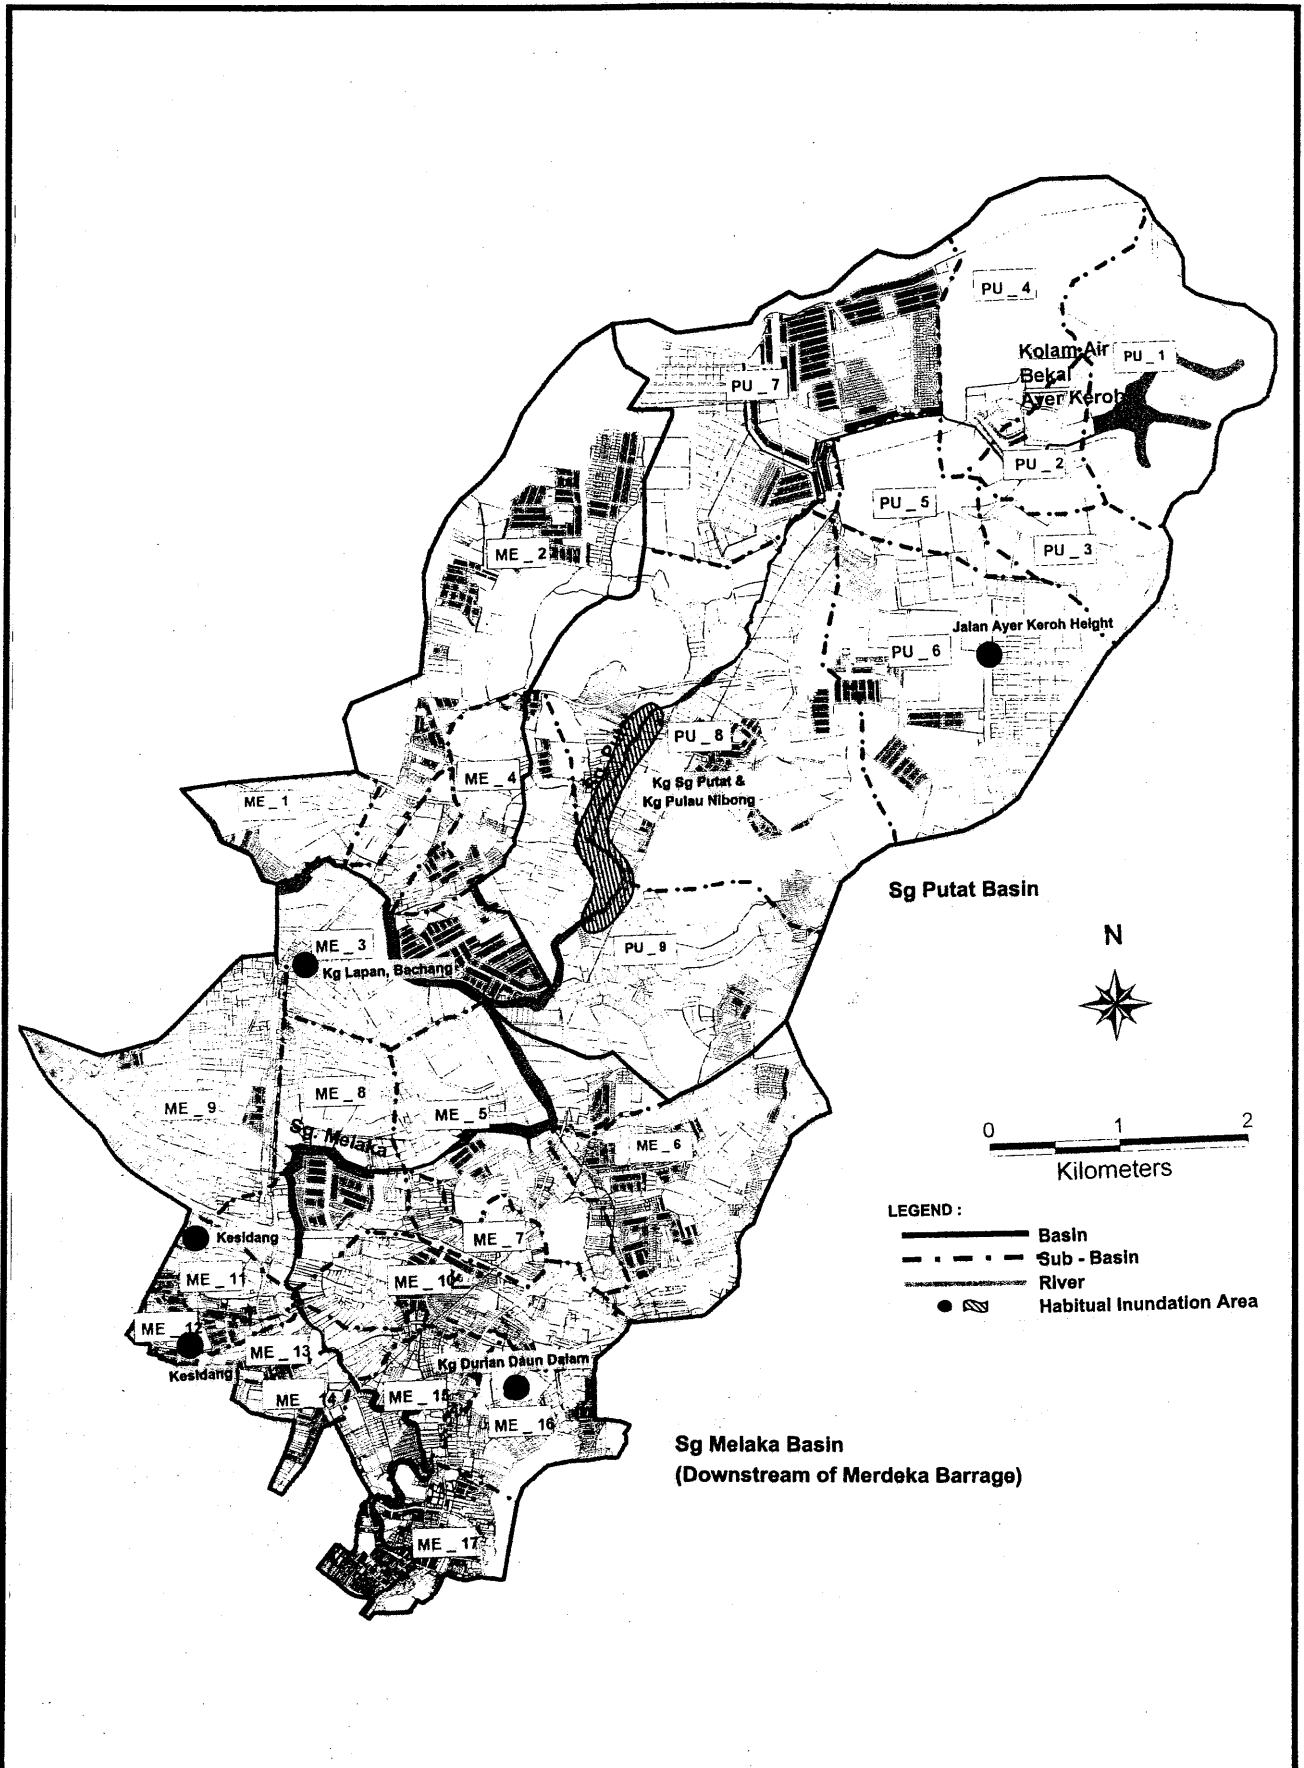 PU _ 4
Kolam Air
Bekal
Ayer Keroh
PU _ 1
PU _ 7
PU _ 2
PU _ 5
PU _ 3
ME _ 2
Jalan Ayer Keroh Height
PU _ 6
PU _ 8
ME _ 4
Kg Sg Putat &
Kg Pulau Nibong
ME _ 1
Sg Putat Basin
N
ME _ 3
PU _ 9
Kg Lapan, Bachang
ME _ 8
ME _ 9
ME _ 5
Sg. Melaka
ME _ 6
0 1 2
Kilometers
LEGEND :
Basin
Sub - Basin
River
Habitual Inundation Area
Kesidang
ME _ 7
ME _ 11
ME _ 10
ME _ 12
ME _ 13
Kesidang
Kg Durian Daun Dalam
ME _ 14
ME _ 15
ME _ 16
Sg Melaka Basin
(Downstream of Merdeka Barrage)
ME _ 17